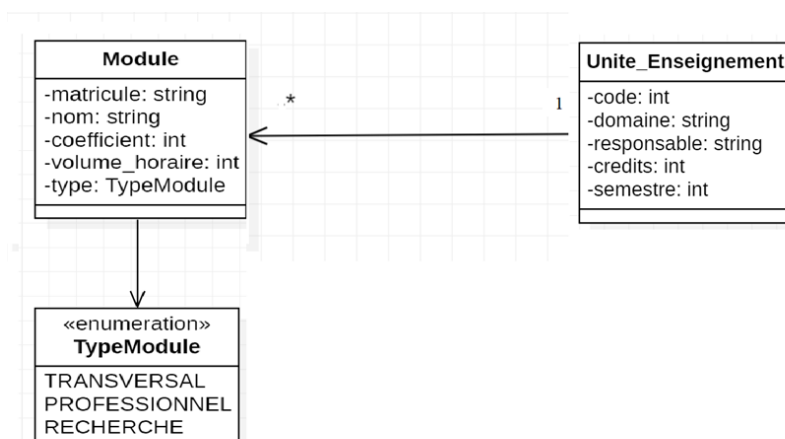 Module
-matricule: string
-nom: string
-coefficient: int
-volume_horaire: int
-type: TypeModule
*
1
Unite_Enseignement
-code: int
-domaine: string
-responsable: string
-credits: int
-semestre: int
«enumeration»
TypeModule
TRANSVERSAL
PROFESSIONNEL
RECHERCHE